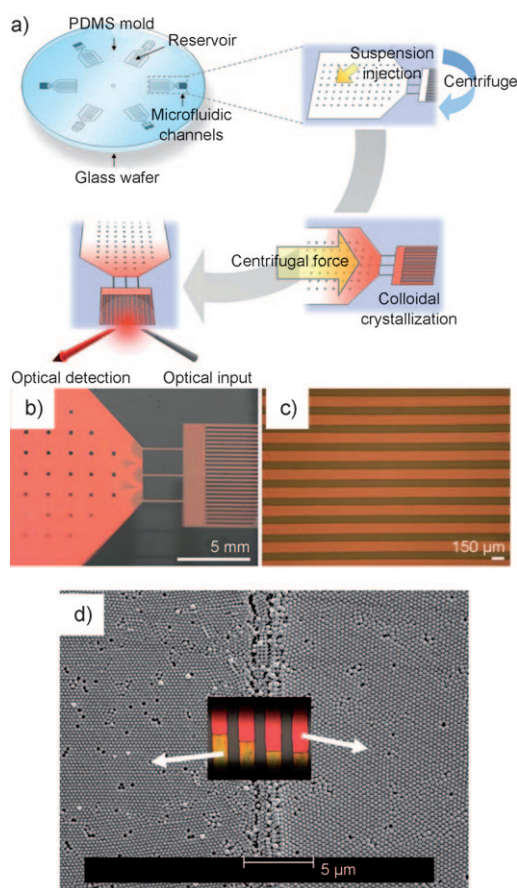 a)
PDMS mold
Reservoir
Suspension
injection
Centrifuge
Microfluidic
channels
Glass wafer
Centrifugal force
Colloidal
crystallization
Optical detection
Optical input
b)
5 mm
c)
150 μm
d)
5 μm